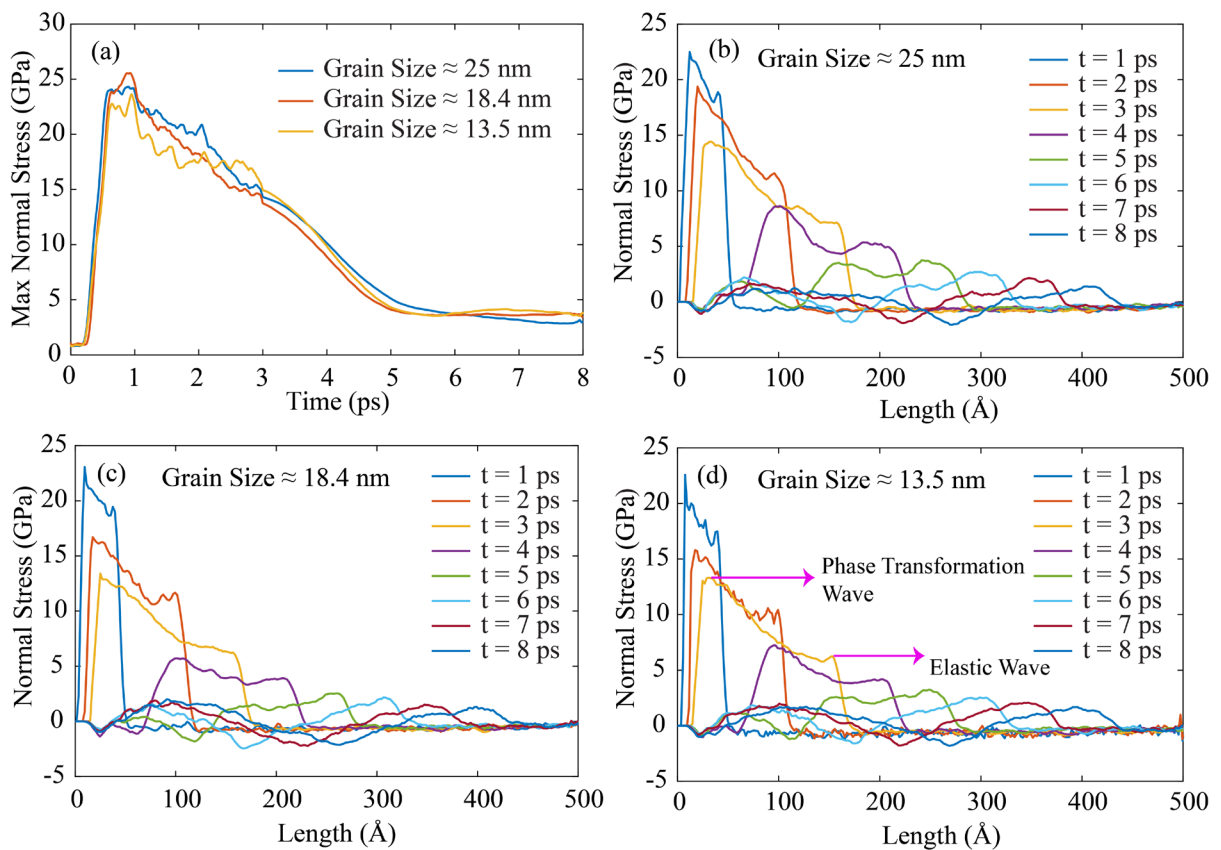 (a)
Grain Size ≈ 25 nm
Grain Size ≈ 18.4 nm
Grain Size ≈ 13.5 nm
Max Normal Stress (GPa)
30
25
20
15
10
5
0
0 1 2 3 4 5 6 7 8
Time (ps)
(b) Grain Size ≈ 25 nm
t = 1 ps
t = 2 ps
t = 3 ps
t = 4 ps
t = 5 ps
t = 6 ps
t = 7 ps
t = 8 ps
Normal Stress (GPa)
25
20
15
10
5
0
-5
0 100 200 300 400 500
Length (Å)
(c) Grain Size ≈ 18.4 nm
t = 1 ps
t = 2 ps
t = 3 ps
t = 4 ps
t = 5 ps
t = 6 ps
t = 7 ps
t = 8 ps
Normal Stress (GPa)
25
20
15
10
5
0
-5
0 100 200 300 400 500
Length (Å)
(d) Grain Size ≈ 13.5 nm
t = 1 ps
t = 2 ps
t = 3 ps
t = 4 ps
t = 5 ps
t = 6 ps
t = 7 ps
t = 8 ps
Phase Transformation
Wave
Elastic Wave
Normal Stress (GPa)
25
20
15
10
5
0
-5
0 100 200 300 400 500
Length (Å)